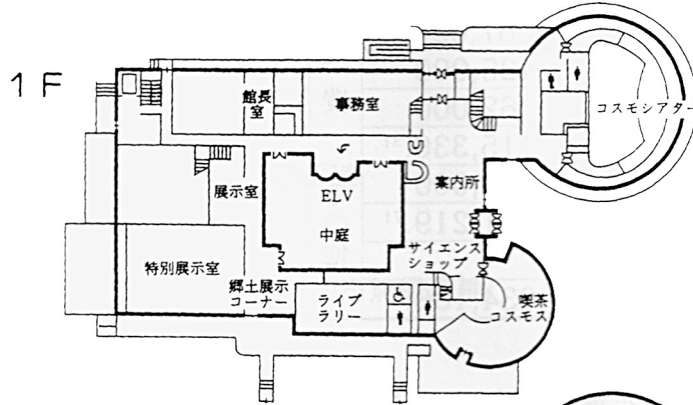 1F
館長
室
事務室
コスモシアター
展示室
ELV
中庭
案内所
サイエンス
ショップ
特別展示室
郷土展示
コーナー
ライブ
ラリー
喫茶
コスモス